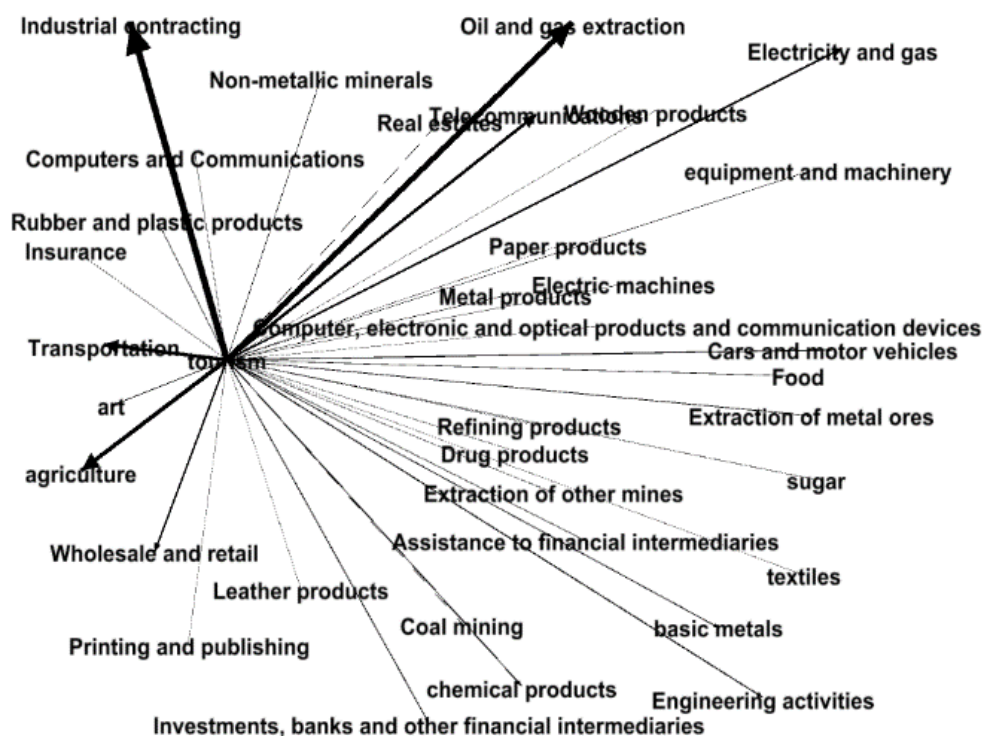 Industrial contracting
Oil and gas extraction
Electricity and gas
Non-metallic minerals
Telecommunications
Wooden products
Real estates
Computers and Communications
equipment and machinery
Rubber and plastic products
Insurance
Paper products
Electric machines
Metal products
Computer, electronic and optical products and communication devices
Transportation
Cars and motor vehicles
tourism
Food
art
Extraction of metal ores
Refining products
Drug products
agriculture
sugar
Extraction of other mines
Assistance to financial intermediaries
Wholesale and retail
textiles
Leather products
Coal mining
basic metals
Printing and publishing
chemical products
Engineering activities
Investments, banks and other financial intermediaries